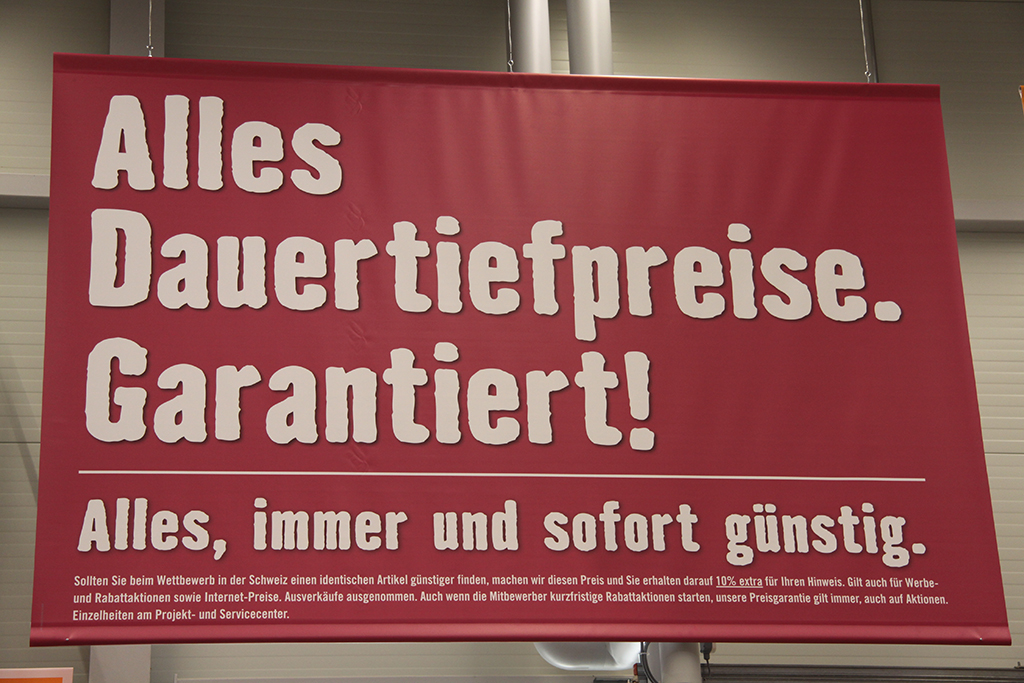 Alles
Dauertiefpreise.
Garantiert!
Alles, immer und sofort günstig.
Sollten Sie beim Wettbewerb in der Schweiz einen identischen Artikel günstiger finden, machen wir diesen Preis und Sie erhalten darauf 10% extra für Ihren Hinweis. Gilt auch für Werbe-
und Rabattaktionen sowie Internet-Preise. Ausverkäufe ausgenommen. Auch wenn die Mitbewerber kurzfristige Rabattaktionen starten, unsere Preisgarantie gilt immer, auch auf Aktionen.
Einzelheiten am Projekt- und Servicecenter.